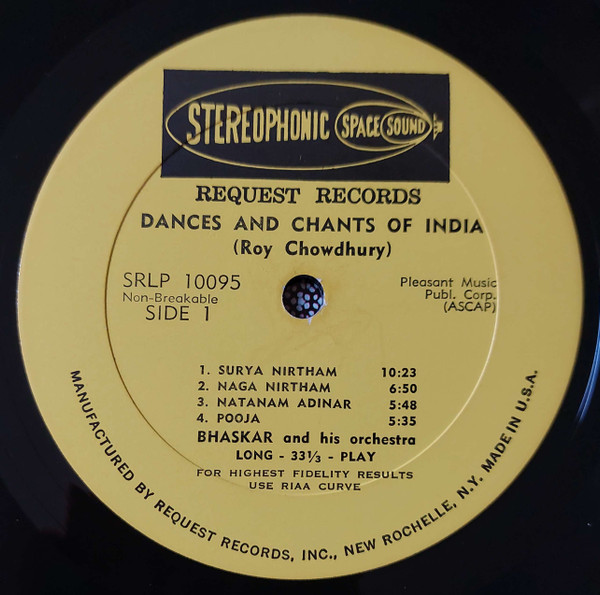 STEREOPHONIC SPACE SOUND
REQUEST RECORDS
DANCES AND CHANTS OF INDIA
(Roy Chowdhury)
SRLP 10095
Non-Breakable
SIDE 1
Pleasant Music
Publ. Corp.
(ASCAP)
1. SURYA NIRTHAM 10:23
2. NAGA NIRTHAM 6:50
3. NATANAM ADINAR 5:48
4. POOJA 5:35
BHASKAR and his orchestra
LONG - 33⅓ - PLAY
FOR HIGHEST FIDELITY RESULTS
USE RIAA CURVE
MANUFACTURED BY REQUEST RECORDS, INC., NEW ROCHELLE, N.Y. MADE IN U.S.A.